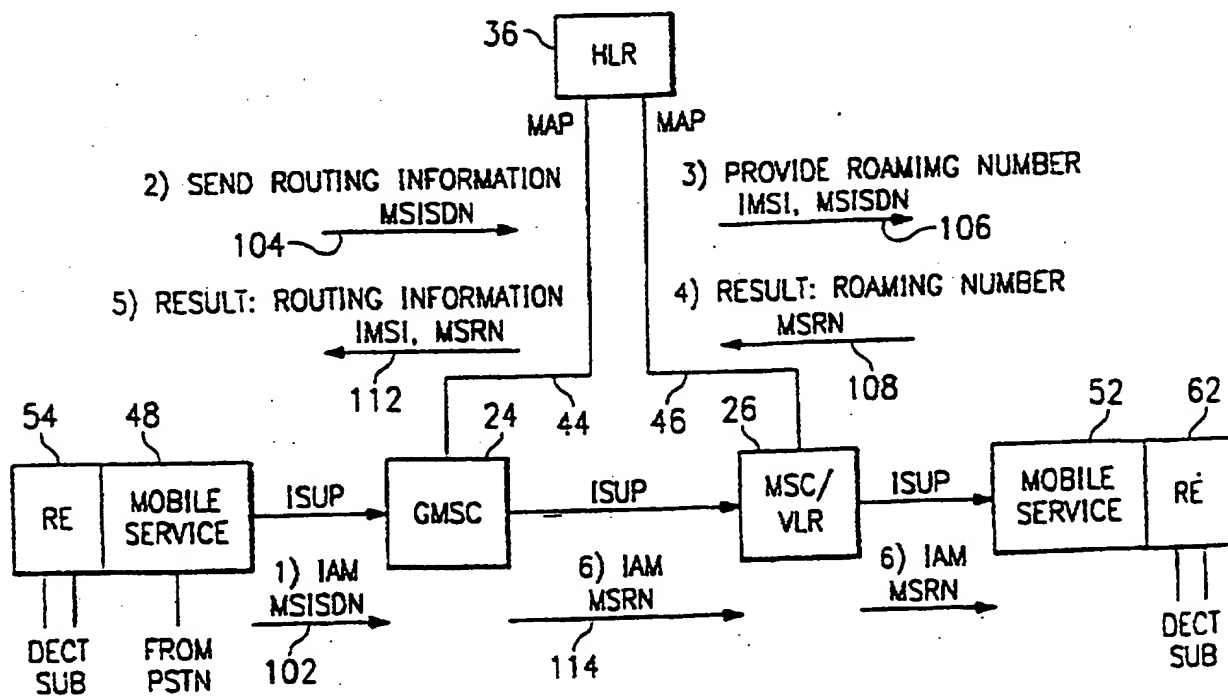 36
HLR
MAP
MAP
2) SEND ROUTING INFORMATION
MSISDN
104
3) PROVIDE ROAMIMG NUMBER
IMSI, MSISDN
106
5) RESULT: ROUTING INFORMATION
IMSI, MSRN
112
4) RESULT: ROAMING NUMBER
MSRN
108
54
48
24
44
46
26
52
62
RE
MOBILE
SERVICE
ISUP
GMSC
ISUP
MSC/
VLR
ISUP
MOBILE
SERVICE
RE
1) IAM
MSISDN
102
6) IAM
MSRN
114
6) IAM
MSRN
DECT
SUB
FROM
PSTN
DECT
SUB